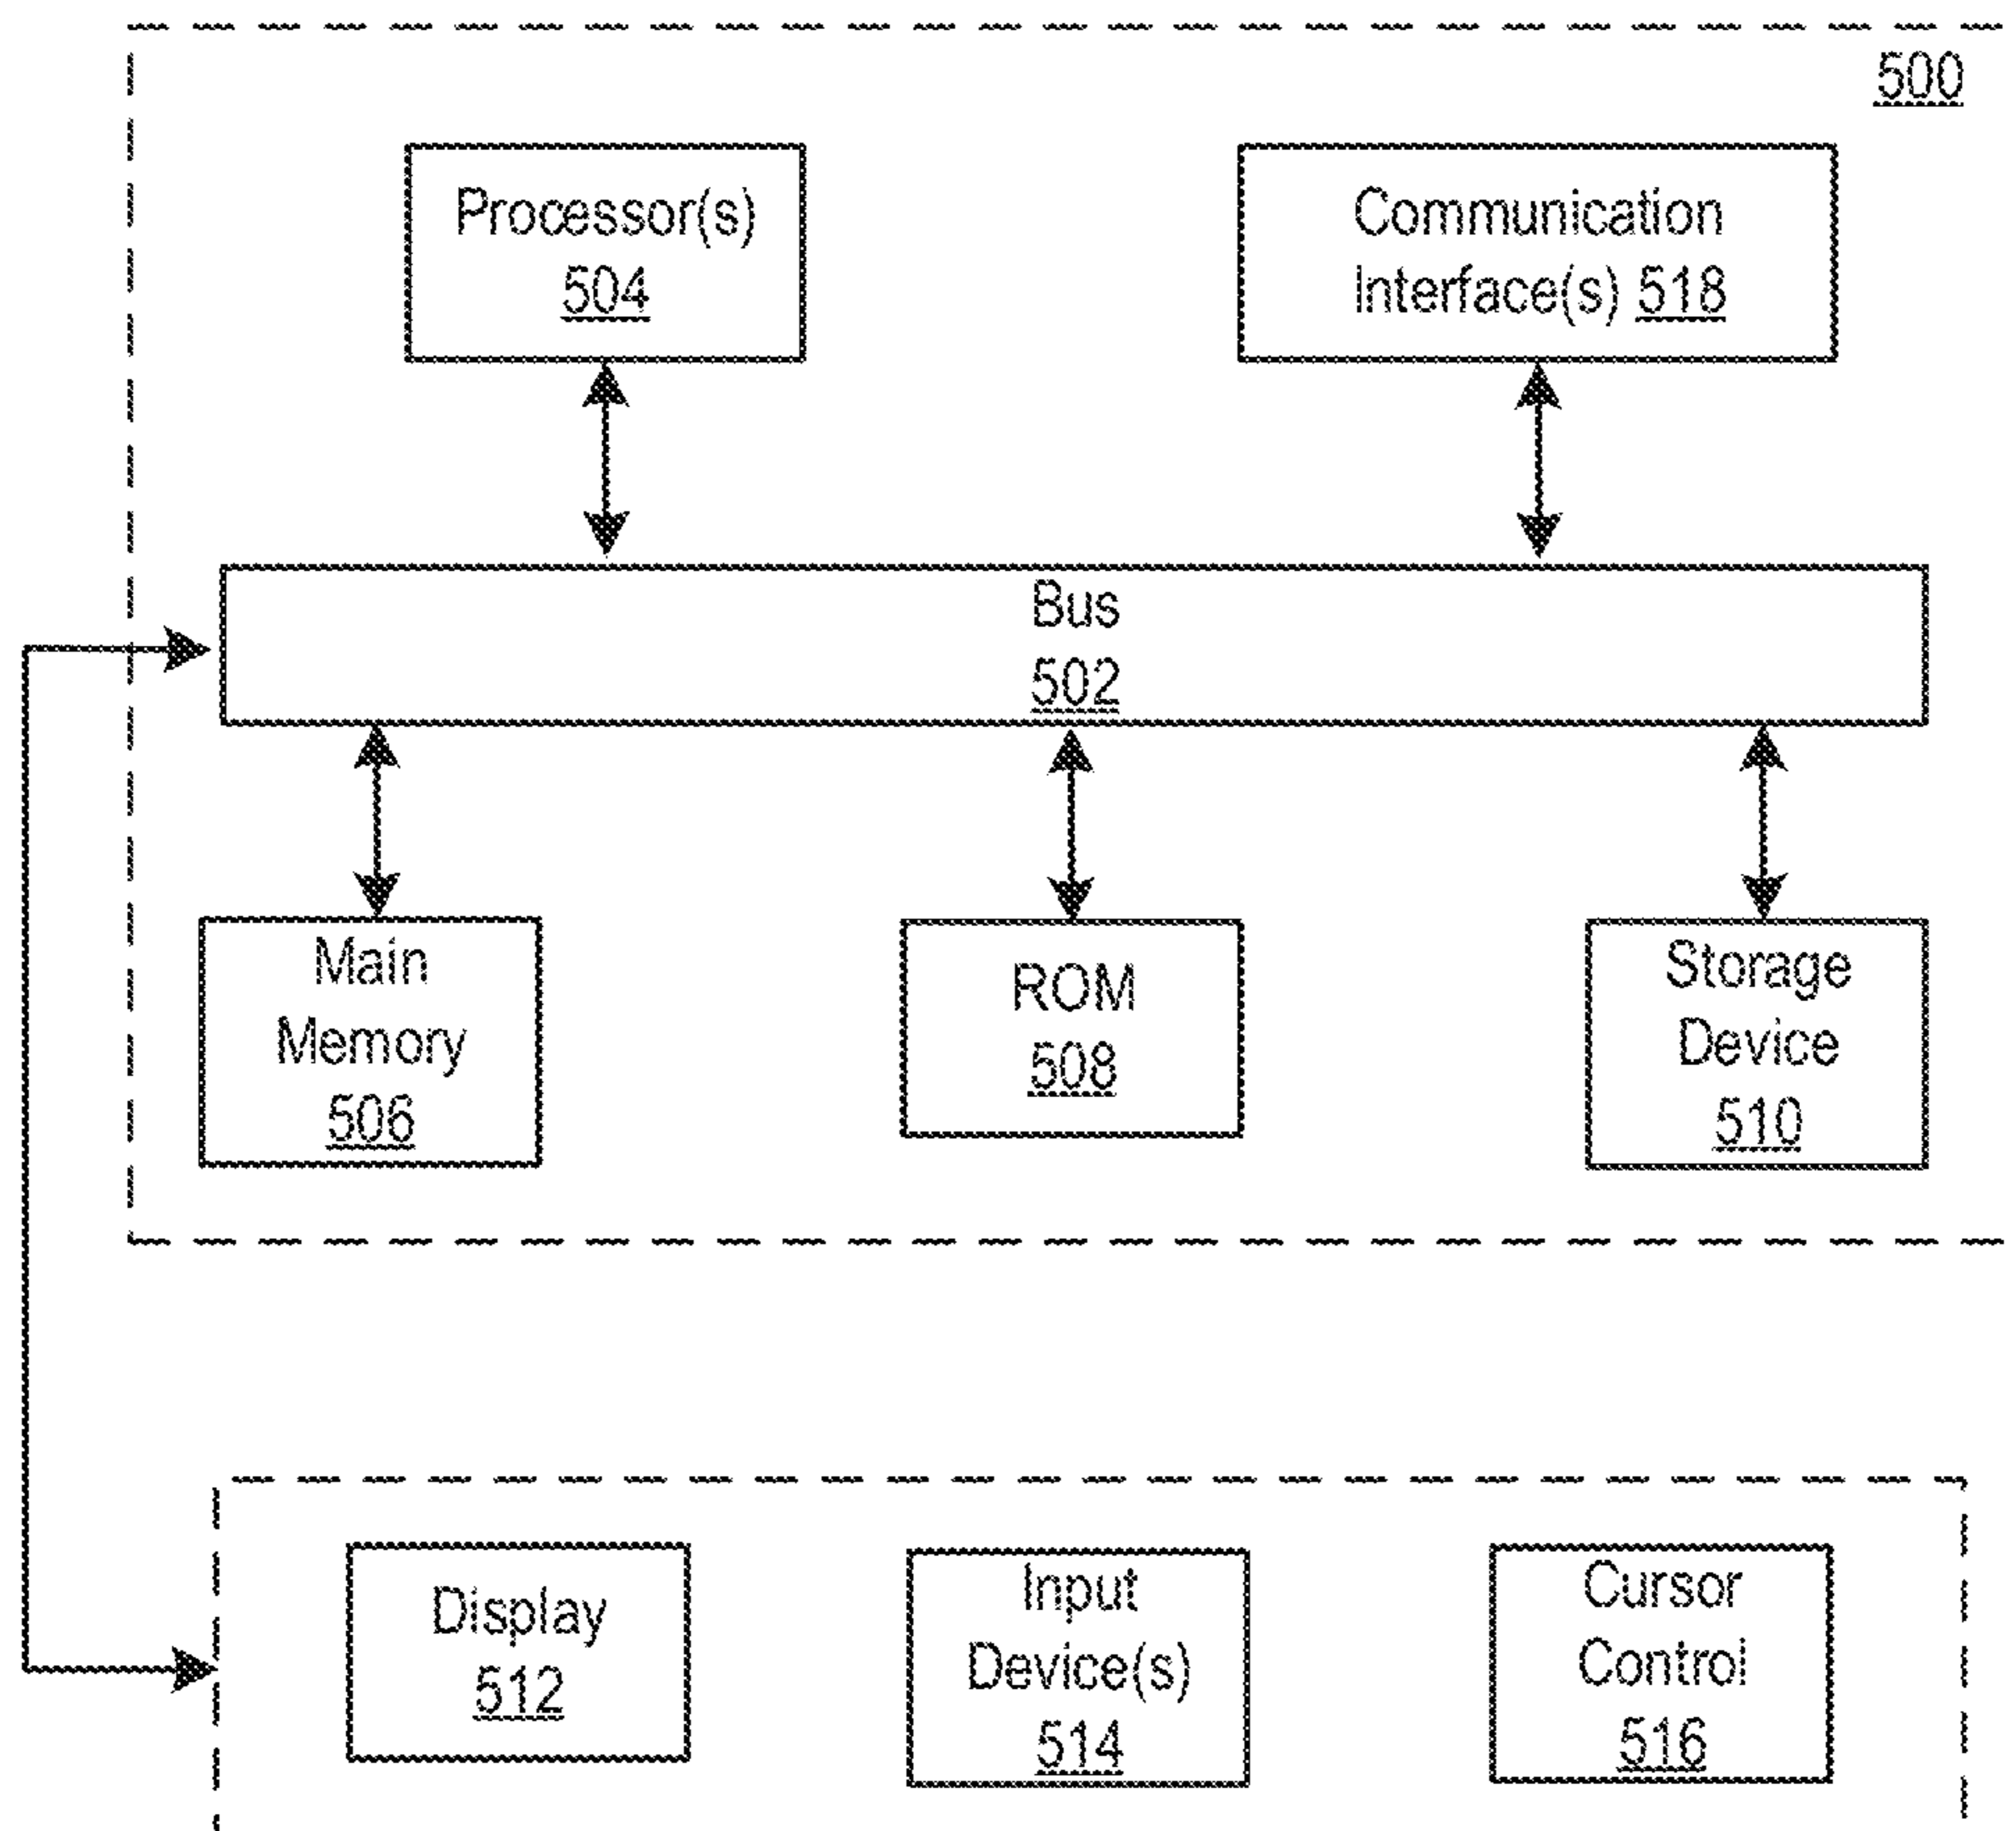 500
Processor(s)
504
Communication
Interface(s) 518
Bus
502
Main
Memory
506
ROM
508
Storage
Device
510
Display
512
Input
Device(s)
514
Cursor
Control
516